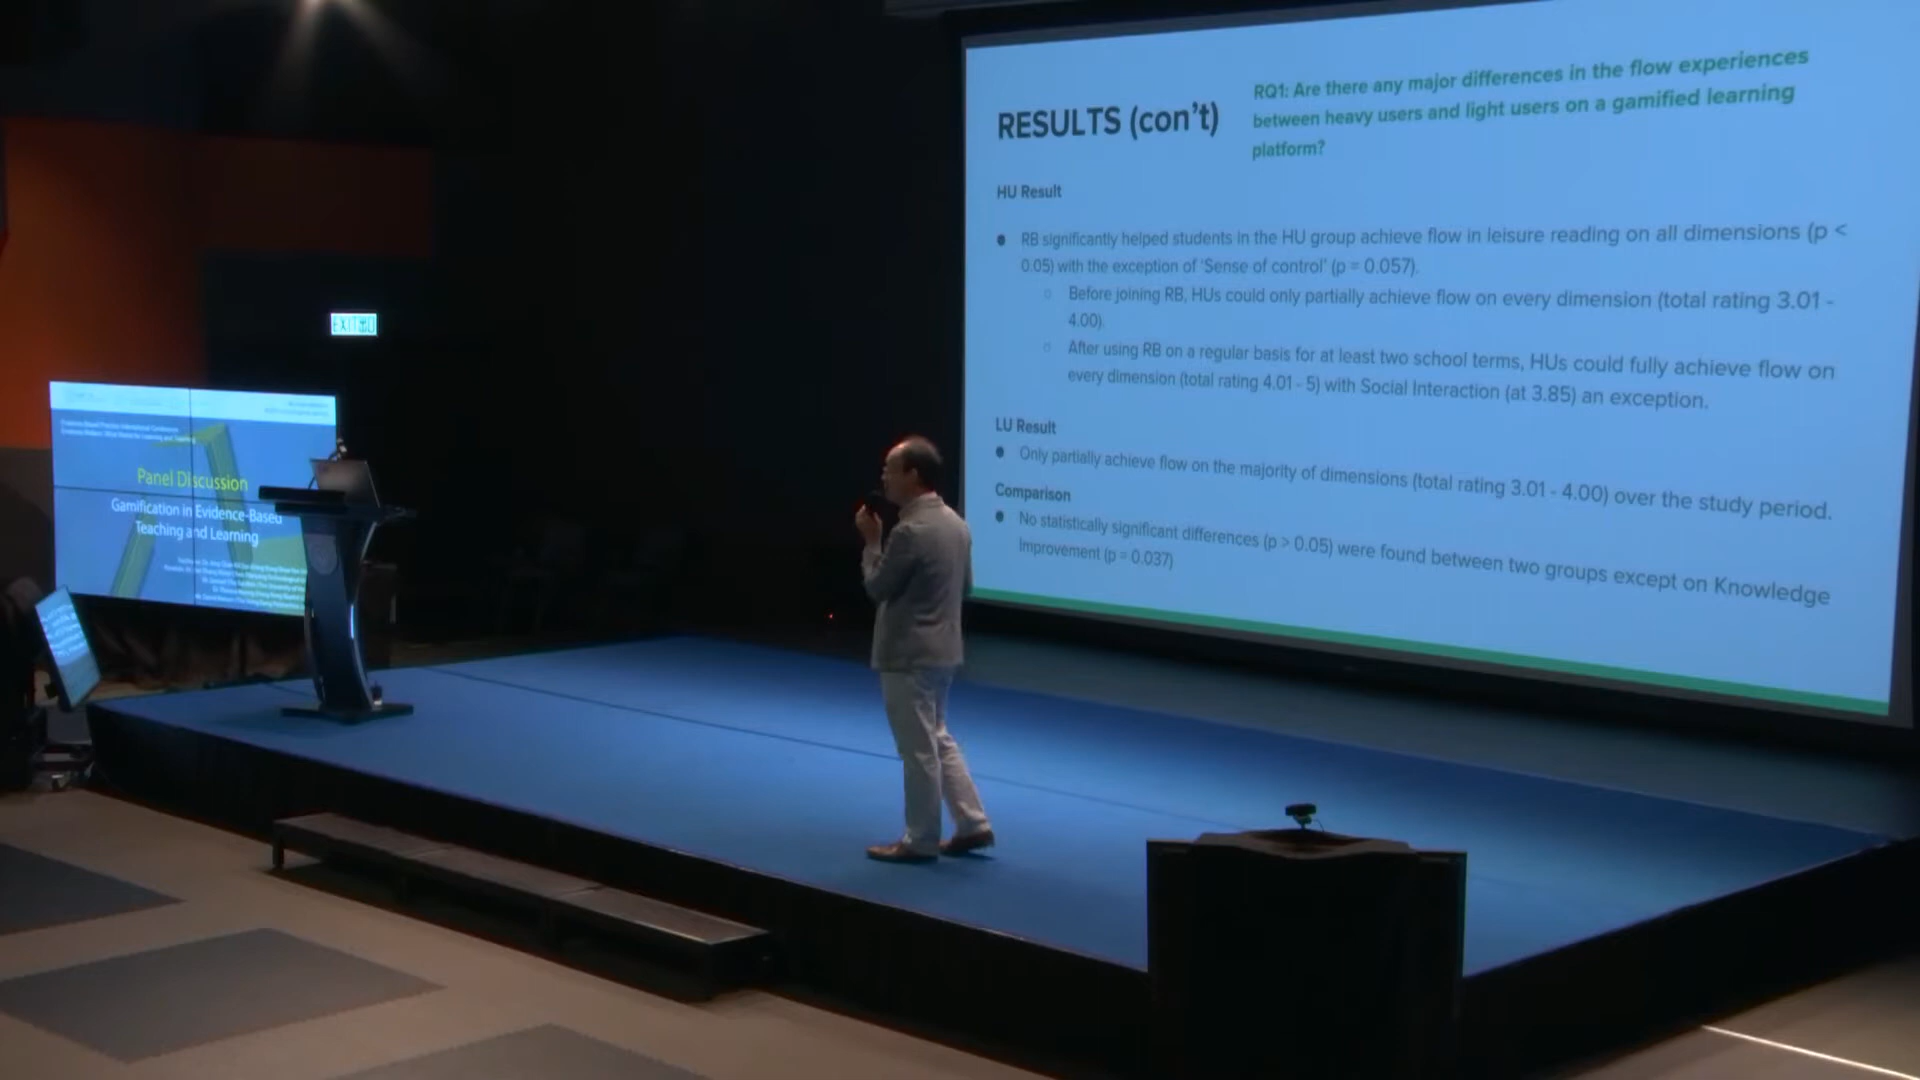 RESULTS (con't)
RQ1: Are there any major differences in the flow experiences
between heavy users and light users on a gamified learning
platform?
HU Result
● RB significantly helped students in the HU group achieve flow in leisure reading on all dimensions (p <
0.05) with the exception of 'Sense of control' (p = 0.057).
○ Before joining RB, HUs could only partially achieve flow on every dimension (total rating 3.01 -
4.00).
○ After using RB on a regular basis for at least two school terms, HUs could fully achieve flow on
every dimension (total rating 4.01 - 5) with Social Interaction (at 3.85) an exception.
LU Result
● Only partially achieve flow on the majority of dimensions (total rating 3.01 - 4.00) over the study period.
Comparison
● No statistically significant differences (p > 0.05) were found between two groups except on Knowledge
Improvement (p = 0.037)
EXIT 出口
Panel Discussion
Gamification in Evidence-Based
Teaching and Learning